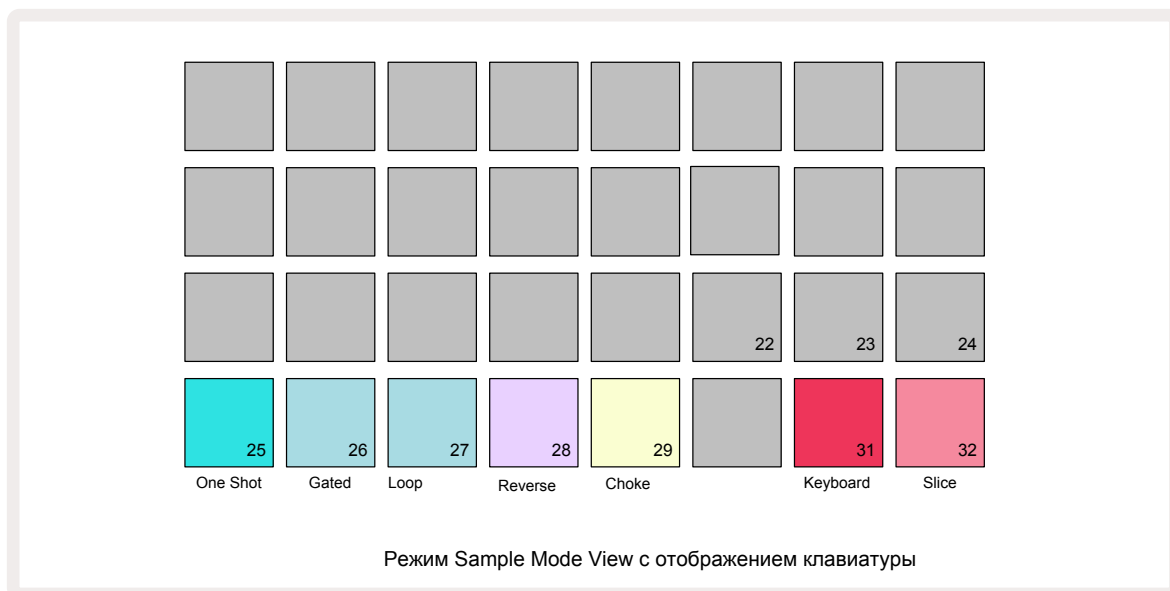 22 23 24
25 26 27 28 29 31 32
One Shot Gated Loop Reverse Choke Keyboard Slice
Режим Sample Mode View с отображением клавиатуры